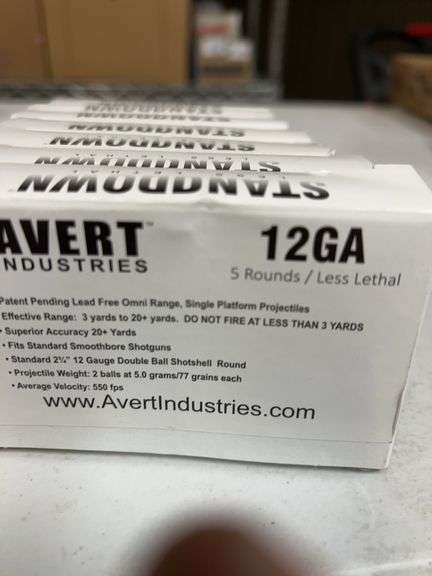 STANDDOWN
STANDDOWN
STANDDOWN
STANDDOWN
STANDDOWN
LESS LETHAL
AVERT™
INDUSTRIES
12GA
5 Rounds / Less Lethal
Patent Pending Lead Free Omni Range, Single Platform Projectiles
Effective Range: 3 yards to 20+ yards. DO NOT FIRE AT LESS THAN 3 YARDS
• Superior Accuracy 20+ Yards
• Fits Standard Smoothbore Shotguns
• Standard 2¾" 12 Gauge Double Ball Shotshell Round
• Projectile Weight: 2 balls at 5.0 grams/77 grains each
• Average Velocity: 550 fps
www.AvertIndustries.com